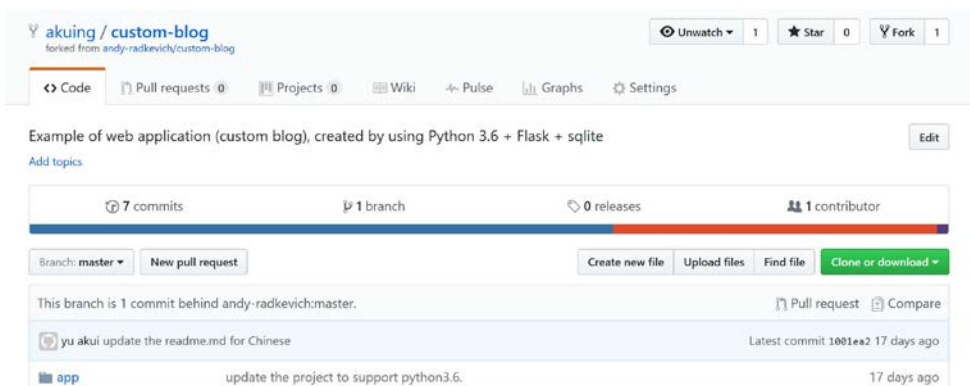 akuing / custom-blog
forked from andy-radkevich/custom-blog
Unwatch 1 Star 0 Fork 1
Code Pull requests 0 Projects 0 Wiki Pulse Graphs Settings
Example of web application (custom blog), created by using Python 3.6 + Flask + sqlite
Edit
Add topics
7 commits 1 branch 0 releases 1 contributor
Branch: master New pull request Create new file Upload files Find file Clone or download
This branch is 1 commit behind andy-radkevich:master. Pull request Compare
yu akui update the readme.md for Chinese Latest commit 1001ea2 17 days ago
app update the project to support python3.6. 17 days ago